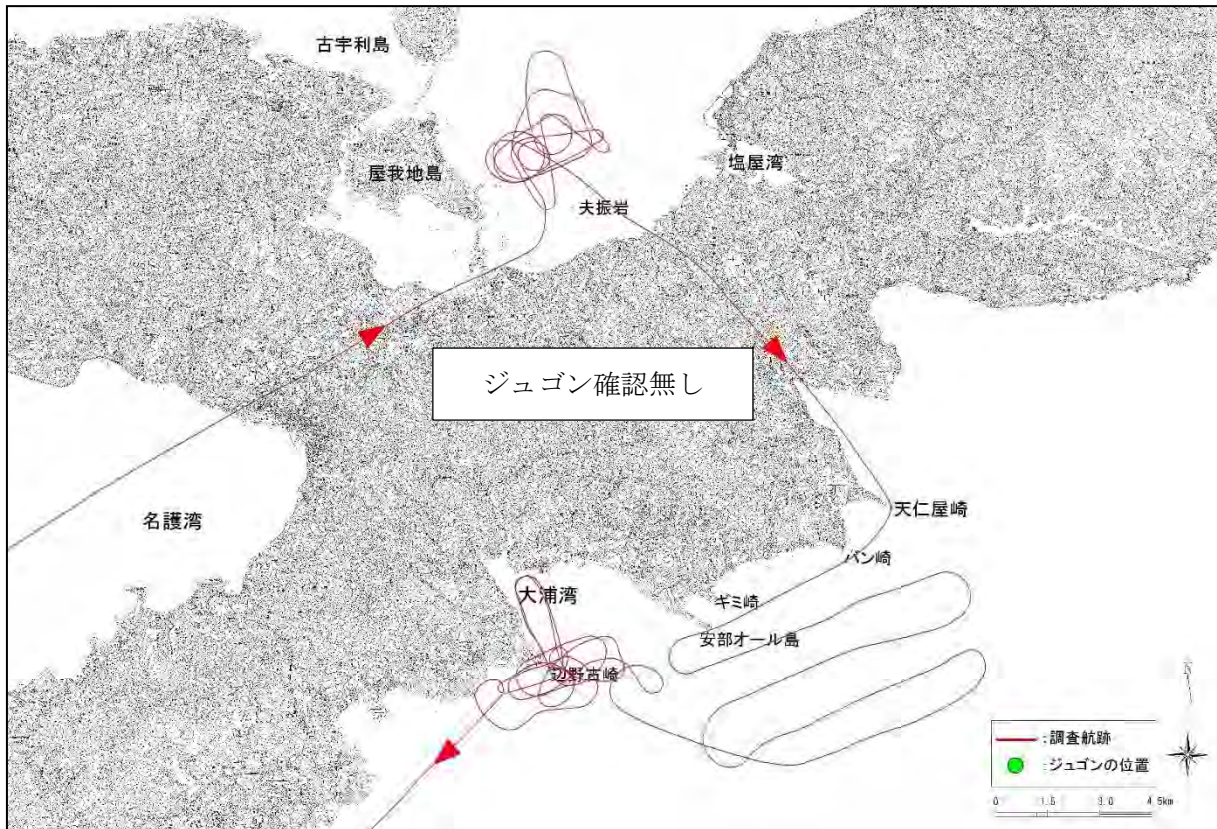 古宇利島
屋我地島
塩屋湾
夫振岩
ジュゴン確認無し
名護湾
天仁屋崎
バン崎
大浦湾
ギミ崎
安部オール島
辺野古崎
N
:調査航跡
:ジュゴンの位置
0 1.5 3.0 4.5km